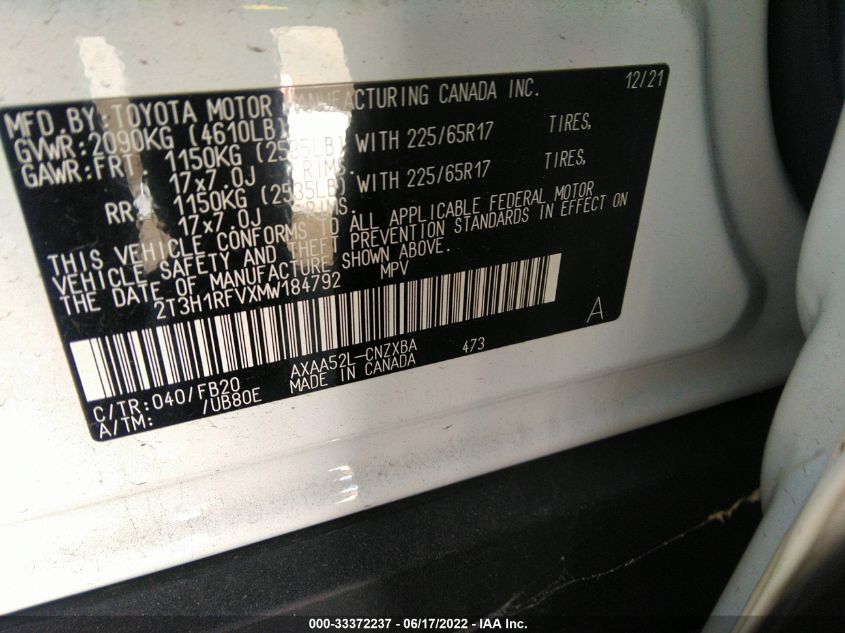 MFD. BY: TOYOTA MOTOR MANUFACTURING CANADA INC. 12/21
GVWR: 2090KG (4610LB)
GAWR: FRT. 1150KG (2535LB) WITH 225/65R17 TIRES,
17x7.0J RIMS.
RR. 1150KG (2535LB) WITH 225/65R17 TIRES,
17x7.0J RIMS.
THIS VEHICLE CONFORMS TO ALL APPLICABLE FEDERAL MOTOR
VEHICLE SAFETY AND THEFT PREVENTION STANDARDS IN EFFECT ON
THE DATE OF MANUFACTURE SHOWN ABOVE.
2T3H1RFVXMW184792 MPV
A
C/TR:040/FB20 AXAA52L-CNZXBA 473
A/TM: /UB80E MADE IN CANADA
000-33372237 - 06/17/2022 - IAA Inc.